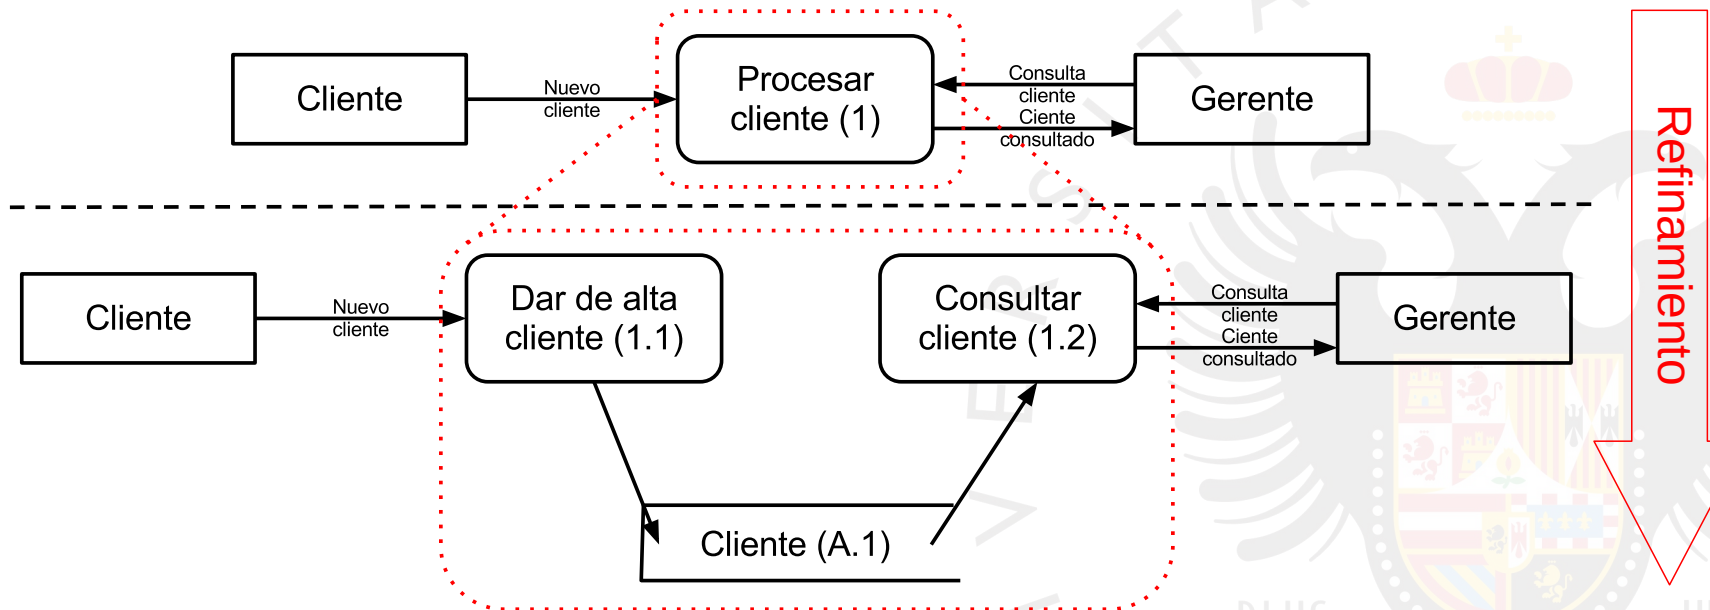 Cliente
Nuevo
cliente
Procesar
cliente (1)
Consulta
cliente
Ciente
consultado
Gerente
Refinamiento
Cliente
Nuevo
cliente
Dar de alta
cliente (1.1)
Consultar
cliente (1.2)
Consulta
cliente
Ciente
consultado
Gerente
Cliente (A.1)
V E R S I T A